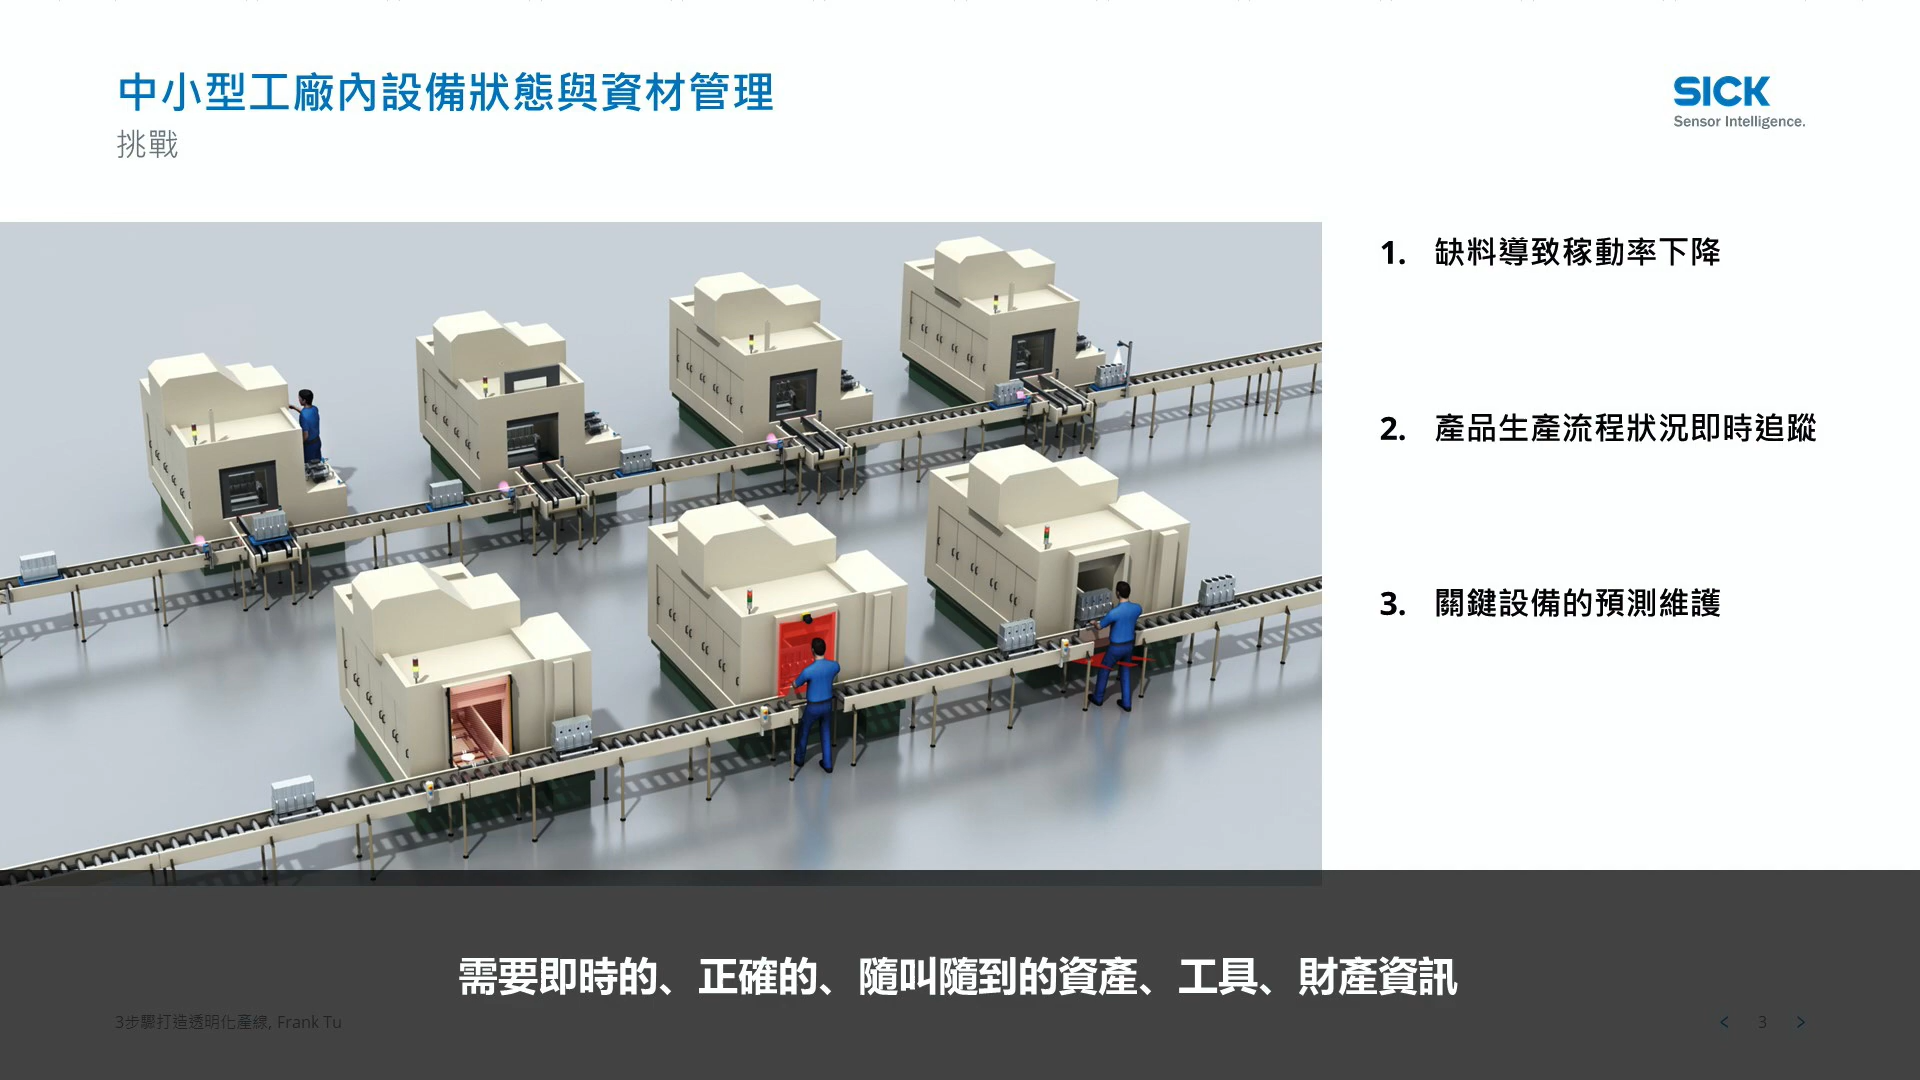 中小型工廠內設備狀態與資材管理
挑戰
SICK
Sensor Intelligence.
1. 缺料導致稼動率下降
2. 產品生產流程狀況即時追蹤
3. 關鍵設備的預測維護
需要即時的、正確的、隨叫隨到的資產、工具、財產資訊
3步驟打造透明化產線, Frank Tu
< 3 >